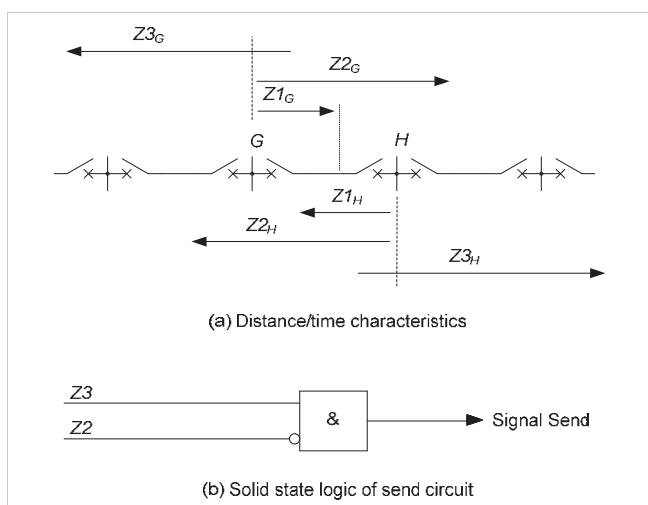 Z3G
Z2G
Z1G
G H
Z1H
Z2H
Z3H
(a) Distance/time characteristics
Z3
& Signal Send
Z2
(b) Solid state logic of send circuit